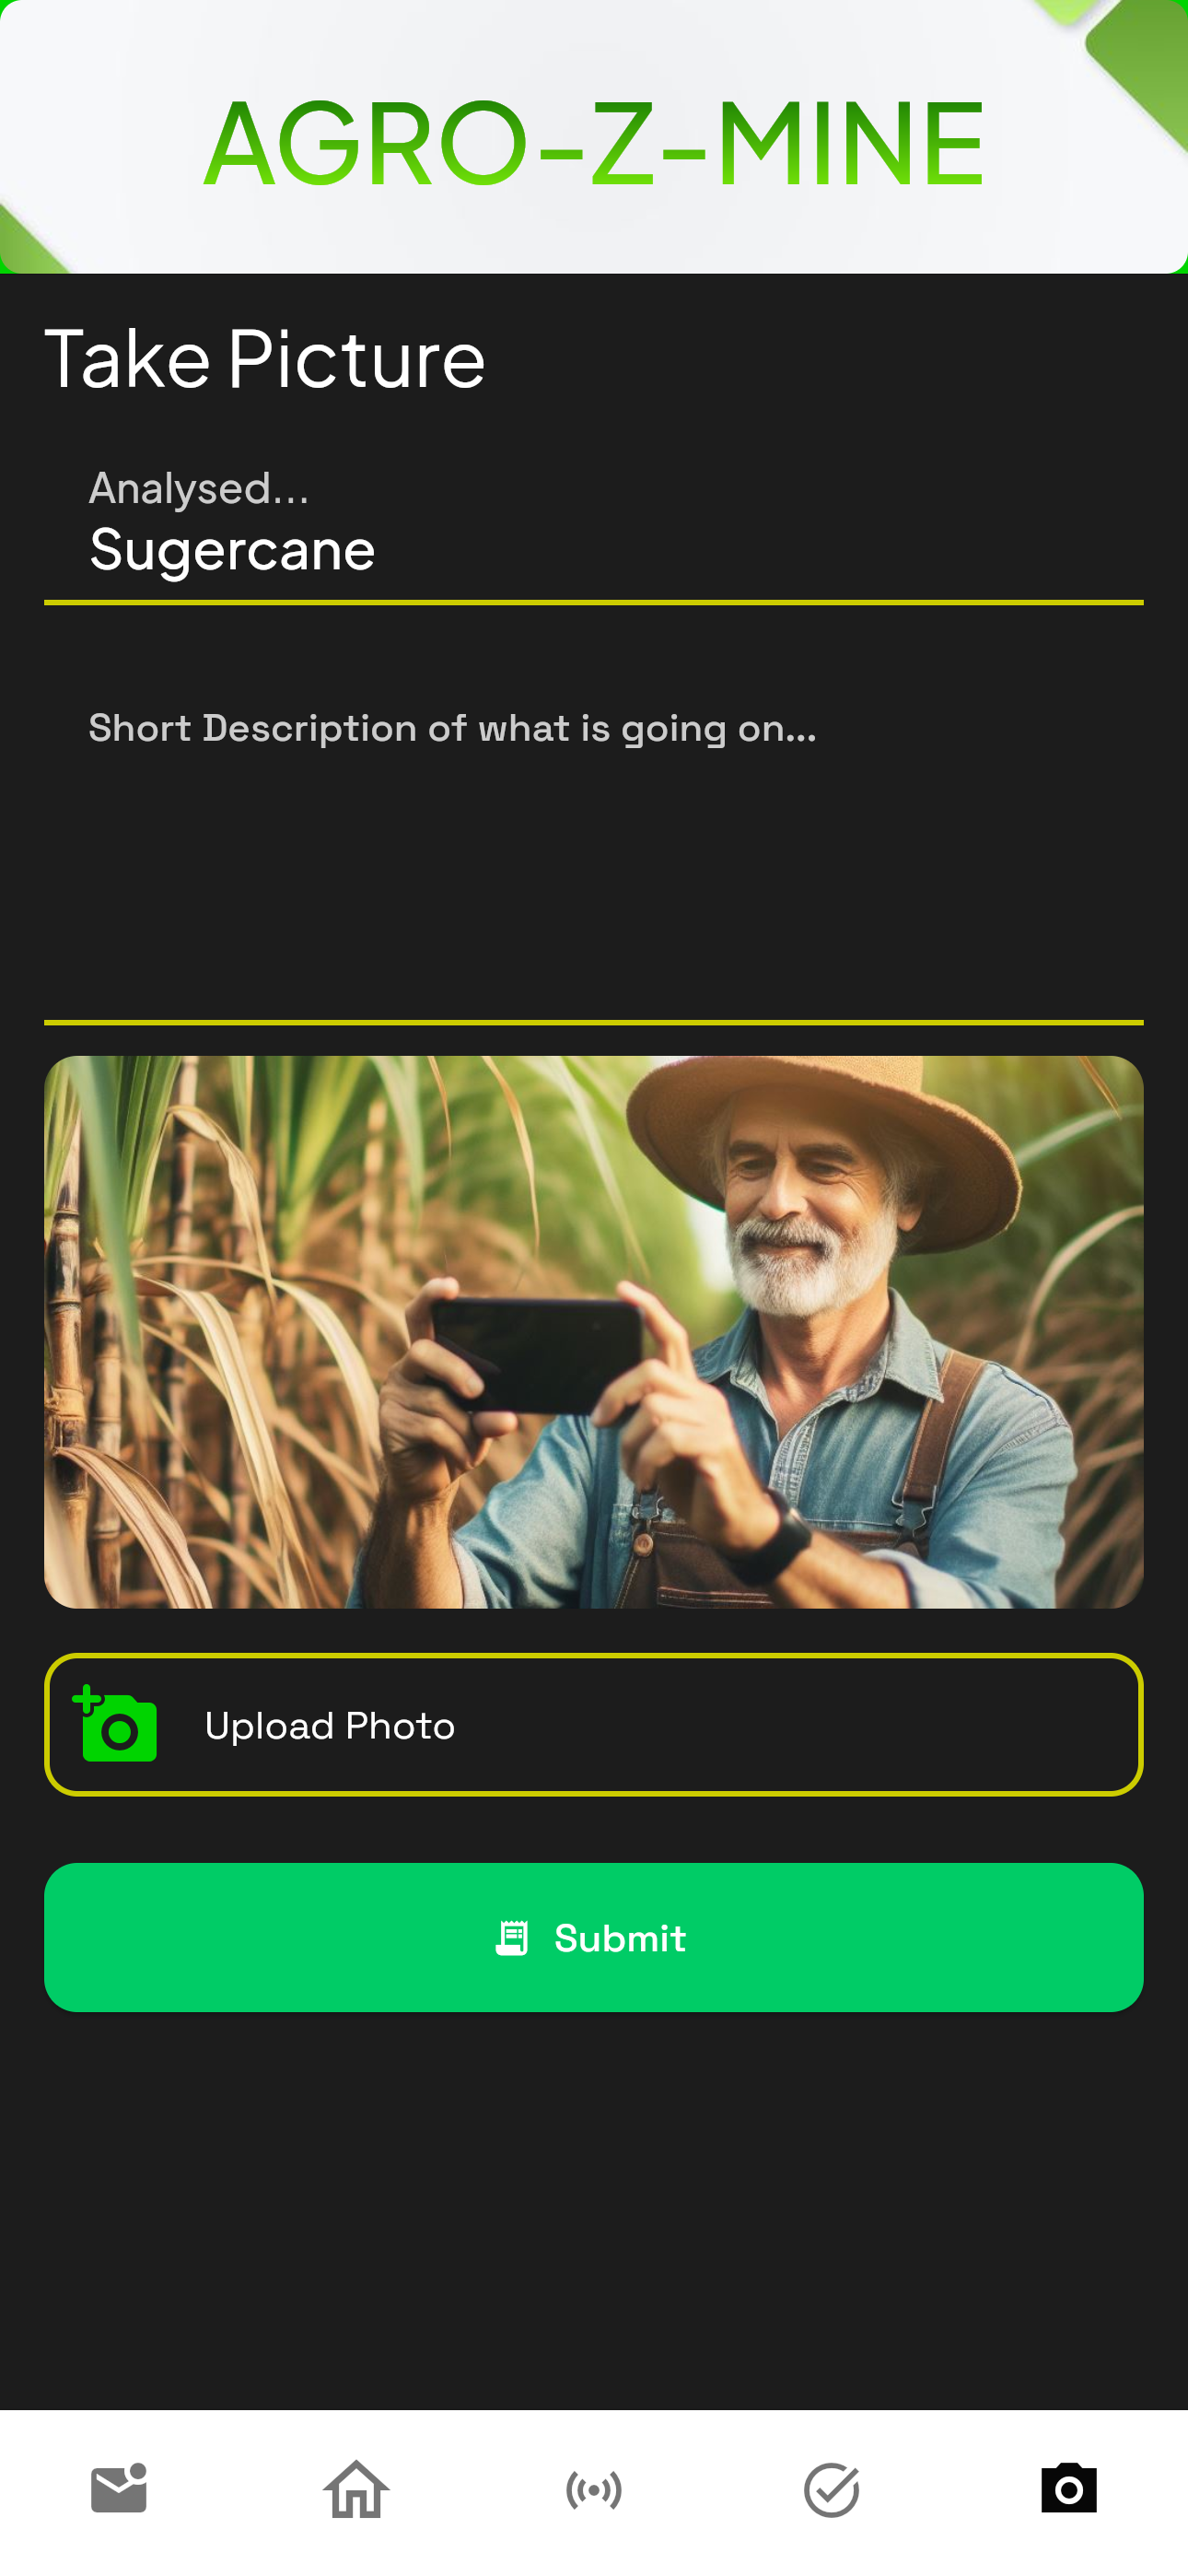 AGRO-Z-MINE
Take Picture
Analysed...
Sugercane
Short Description of what is going on...
Upload Photo
Submit